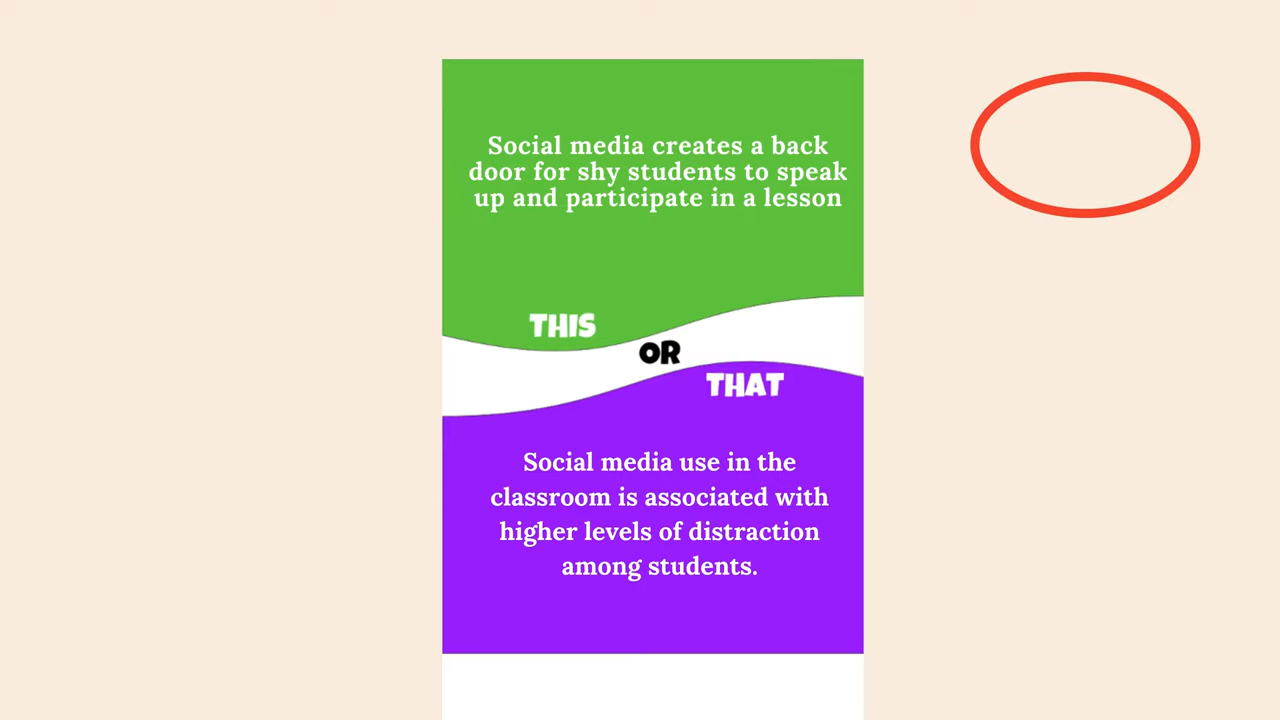 Social media creates a back
door for shy students to speak
up and participate in a lesson
THIS
OR
THAT
Social media use in the
classroom is associated with
higher levels of distraction
among students.